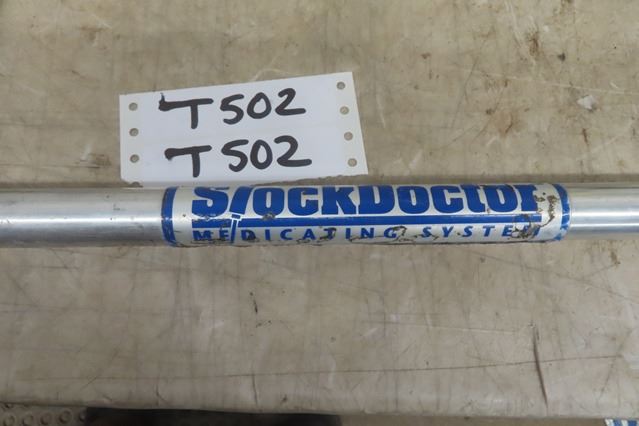 T502
T502
StockDoctor
MEDICATING SYSTEM